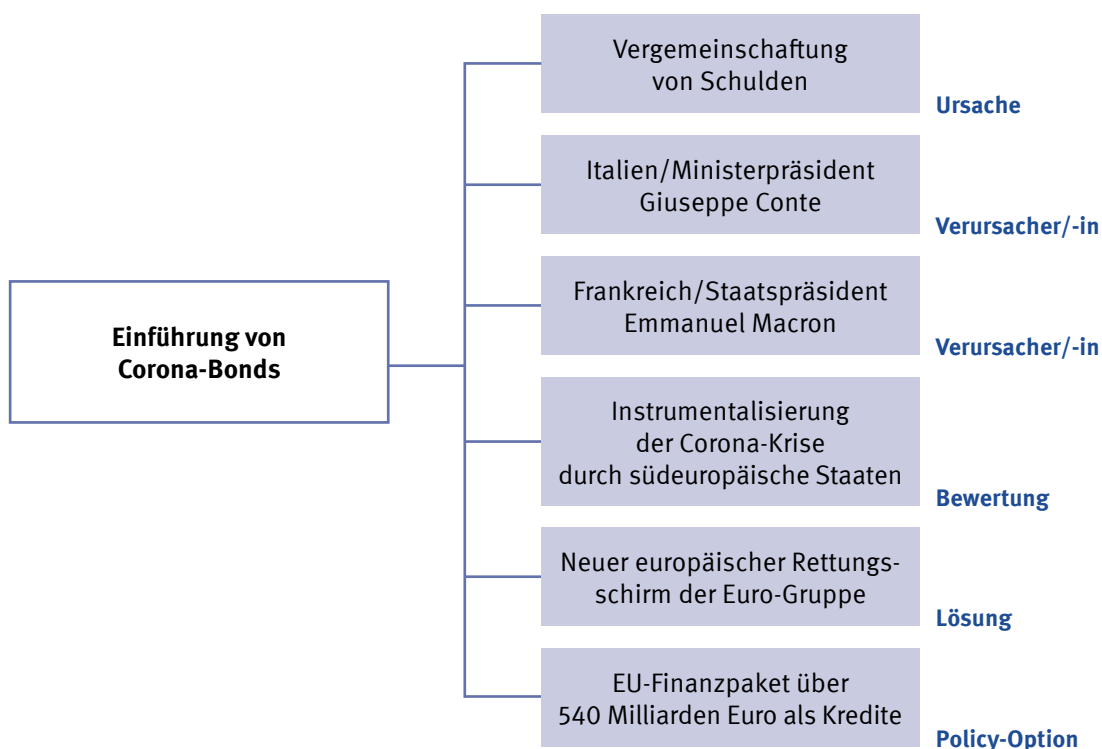 Vergemeinschaftung
von Schulden
Ursache
Italien/Ministerpräsident
Giuseppe Conte
Verursacher/-in
Frankreich/Staatspräsident
Emmanuel Macron
Verursacher/-in
Einführung von
Corona-Bonds
Instrumentalisierung
der Corona-Krise
durch südeuropäische Staaten
Bewertung
Neuer europäischer Rettungs-
schirm der Euro-Gruppe
Lösung
EU-Finanzpaket über
540 Milliarden Euro als Kredite
Policy-Option